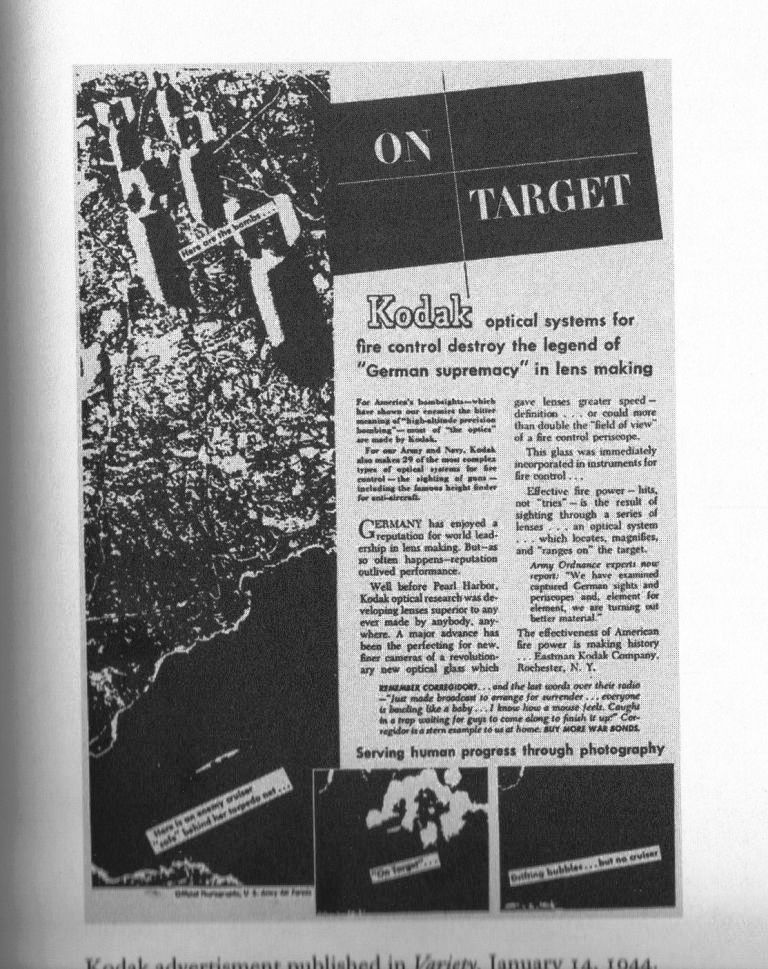 ON
TARGET
Here are the bombs...
Kodak optical systems for
fire control destroy the legend of
"German supremacy" in lens making
For America's bombsights—which
have shown our enemies the bitter
meaning of "high-altitude precision
bombing"—most of "the optics"
are made by Kodak.
For our Army and Navy, Kodak
also makes 29 of the most complex
types of optical systems for fire
control—the sighting of guns—
including the famous height finder
for anti-aircraft.
GERMANY has enjoyed a
reputation for world lead-
ership in lens making. But—as
so often happens—reputation
outlived performance.
Well before Pearl Harbor,
Kodak optical research was de-
veloping lenses superior to any
ever made by anybody, any-
where. A major advance has
been the perfecting for new,
finer cameras of a revolution-
ary new optical glass which
gave lenses greater speed—
definition . . . or could more
than double the "field of view"
of a fire control periscope.
This glass was immediately
incorporated in instruments for
fire control . . .
Effective fire power—hits,
not "tries"—is the result of
sighting through a series of
lenses . . . an optical system
. . . which locates, magnifies,
and "ranges on" the target.
Army Ordnance experts now
report: "We have examined
captured German sights and
periscopes and, element for
element, we are turning out
better material."
The effectiveness of American
fire power is making history
. . . Eastman Kodak Company,
Rochester, N. Y.
REMEMBER CORREGIDOR? . . . and the last words over their radio
—"Just made broadcast to arrange for surrender . . . everyone
is bawling like a baby . . . I know how a mouse feels. Caught
in a trap waiting for guys to come along to finish it up?" Cor-
regidor is a stern example to us at home. BUY MORE WAR BONDS.
Serving human progress through photography
Here is an enemy cruiser
"safe" behind her torpedo net...
"On Target"...
Drifting bubbles...but no cruiser
Official Photographs, U. S. Army Air Forces
Kodak advertisment published in Variety, January 14, 1944.